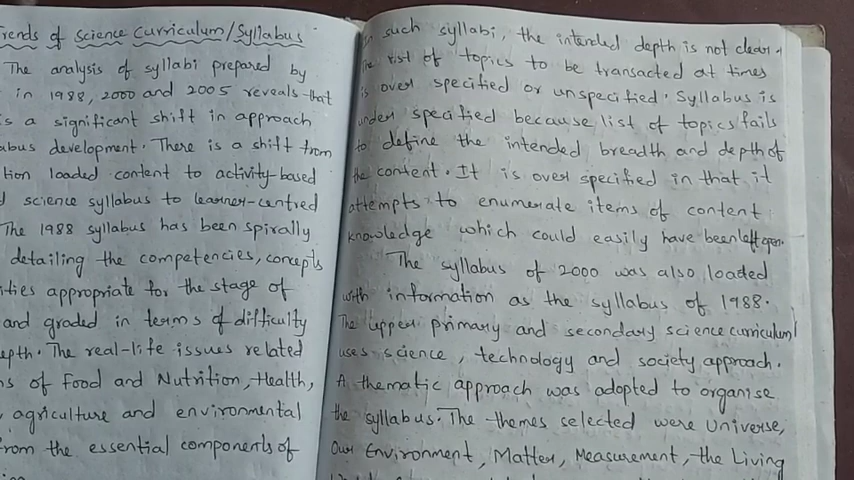 rends of Science Curriculum/Syllabus
The analysis of syllabi prepared by
in 1988, 2000 and 2005 reveals that
is a significant shift in approach
abus development. There is a shift from
tion loaded content to activity-based
d science syllabus to learner-centred
The 1988 syllabus has been spirally
detailing the competencies, concepts
ities appropriate for the stage of
and graded in terms of difficulty
epth. The real-life issues related
s of Food and Nutrition, Health,
agriculture and environmental
from the essential components of
In such syllabi, the intended depth is not clear.
the list of topics to be transacted at times
is over specified or unspecified. Syllabus is
under specified because list of topics fails
to define the intended breadth and depth of
the content. It is over specified in that it
attempts to enumerate items of content
knowledge which could easily have been left open.
The syllabus of 2000 was also loaded
with information as the syllabus of 1988.
The upper primary and secondary science curriculum
uses science, technology and society approach.
A thematic approach was adopted to organise
the syllabus. The themes selected were Universe,
Our Environment, Matter, Measurement, the Living